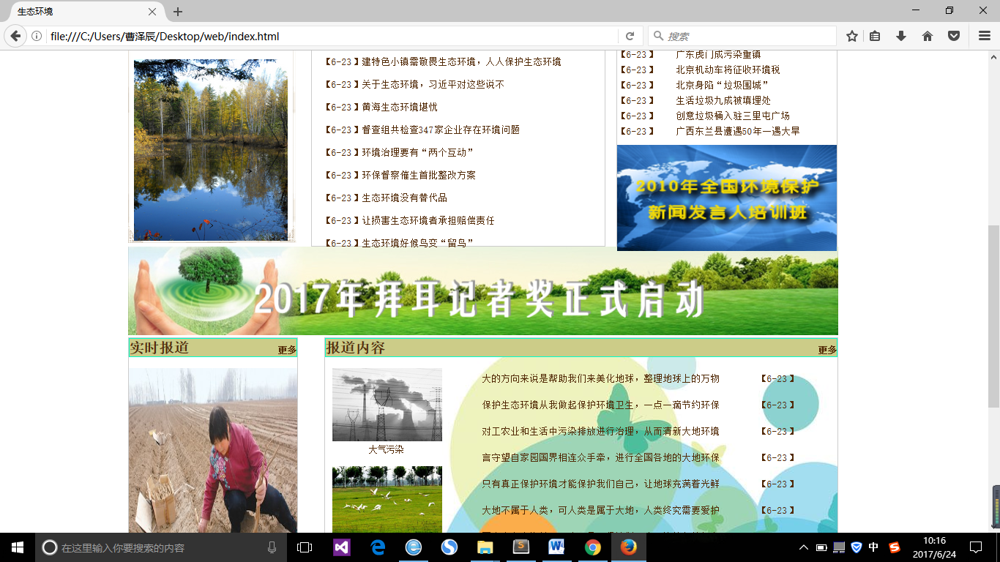 生态环境
file:///C:/Users/曹泽辰/Desktop/web/index.html
搜索
【6-23】建特色小镇需敬畏生态环境，人人保护生态环境
【6-23】关于生态环境，习近平对这些说不
【6-23】黄海生态环境堪忧
【6-23】督查组共检查347家企业存在环境问题
【6-23】环境治理要有“两个互动”
【6-23】环保督察催生首批整改方案
【6-23】生态环境没有替代品
【6-23】让损害生态环境者承担赔偿责任
【6-23】生态环境好候鸟变“留鸟”
【6-23】 广东虎门成污染重镇
【6-23】 北京机动车将征收环境税
【6-23】 北京身陷“垃圾围城”
【6-23】 生活垃圾九成被填埋处
【6-23】 创意垃圾桶入驻三里屯广场
【6-23】 广西东兰县遭遇50年一遇大旱
2010年全国环境保护
新闻发言人培训班
2017年拜耳记者奖正式启动
实时报道 更多
报道内容 更多
大气污染
大的方向来说是帮助我们来美化地球，整理地球上的万物 【6-23】
保护生态环境从我做起保护环境卫生，一点一滴节约环保 【6-23】
对工农业和生活中污染排放进行治理，从而清新大地环境 【6-23】
言守望自家园国界相连众手牵，进行全国各地的大地环保 【6-23】
只有真正保护环境才能保护我们自己，让地球充满着光鲜 【6-23】
大地不属于人类，可人类是属于大地，人类终究需要爱护 【6-23】
在这里输入你要搜索的内容
中
10:16
2017/6/24